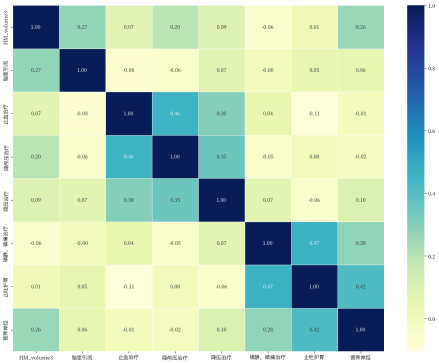 HM_volume3 1.00 0.27 0.07 0.20 0.09 -0.06 0.01 0.26
脑室引流 0.27 1.00 -0.08 -0.06 0.07 -0.00 0.05 0.06
止血治疗 0.07 -0.08 1.00 0.46 0.30 0.04 -0.11 -0.01
降颅压治疗 0.20 -0.06 0.46 1.00 0.35 -0.05 0.00 -0.02
降压治疗 0.09 0.07 0.30 0.35 1.00 0.07 -0.06 0.10
镇静、镇痛治疗 -0.06 -0.00 0.04 -0.05 0.07 1.00 0.47 0.28
止吐护胃 0.01 0.05 -0.11 0.00 -0.06 0.47 1.00 0.42
营养神经 0.26 0.06 -0.01 -0.02 0.10 0.28 0.42 1.00
HM_volume3 脑室引流 止血治疗 降颅压治疗 降压治疗 镇静、镇痛治疗 止吐护胃 营养神经
1.0
0.8
0.6
0.4
0.2
0.0